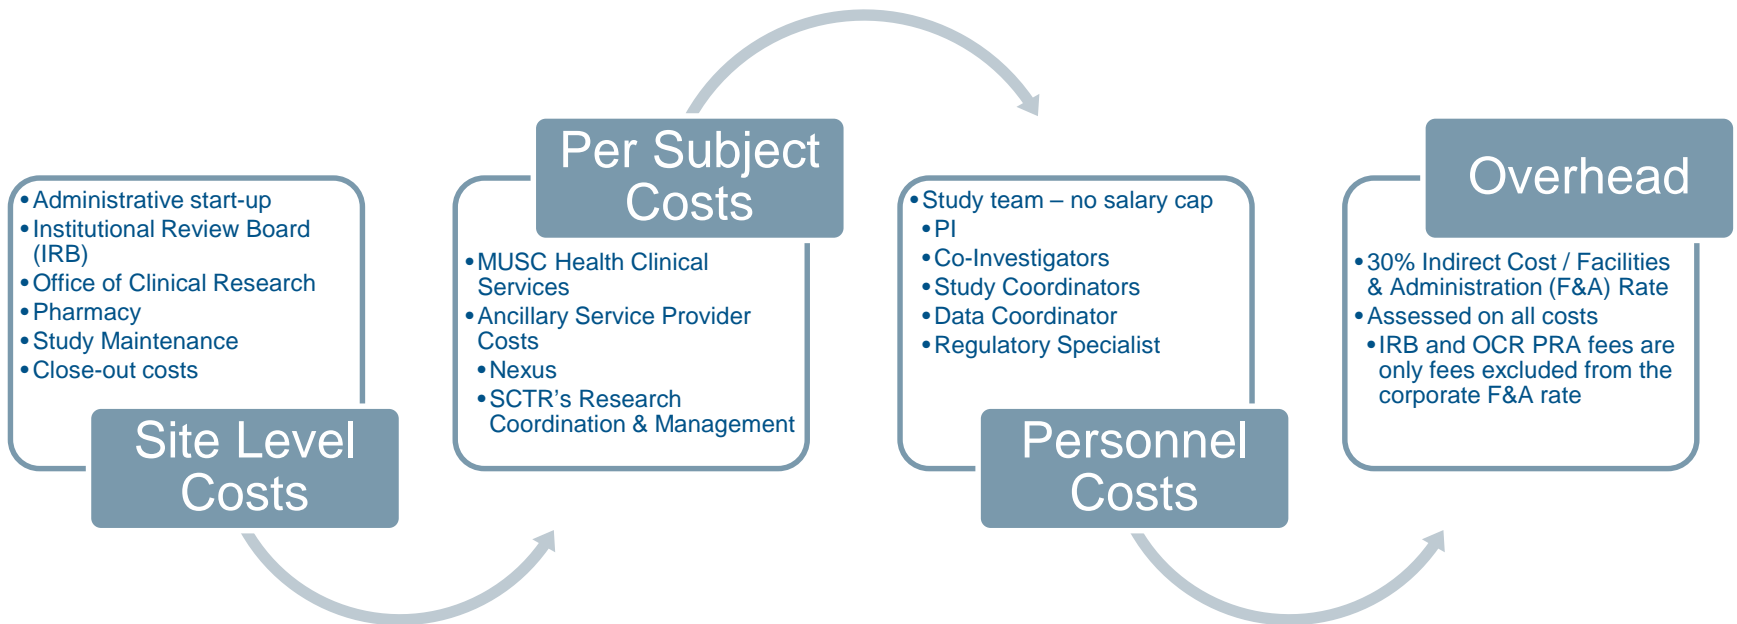 •Administrative start-up
•Institutional Review Board
(IRB)
•Office of Clinical Research
•Pharmacy
•Study Maintenance
•Close-out costs
Site Level
Costs
Per Subject
Costs
•MUSC Health Clinical
Services
•Ancillary Service Provider
Costs
•Nexus
•SCTR's Research
Coordination & Management
•Study team – no salary cap
•PI
•Co-Investigators
•Study Coordinators
•Data Coordinator
•Regulatory Specialist
Personnel
Costs
Overhead
•30% Indirect Cost / Facilities
& Administration (F&A) Rate
•Assessed on all costs
•IRB and OCR PRA fees are
only fees excluded from the
corporate F&A rate